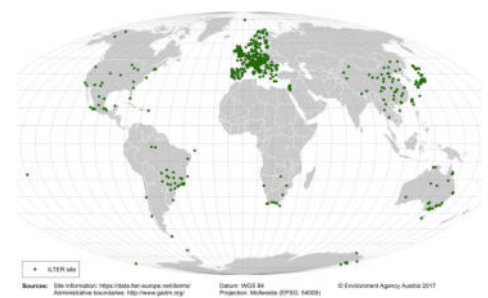 ILTER site
Sources: Site information: https://data.lter-europe.net/deims/
Administrative boundaries: http://www.gadm.org/
Datum: WGS 84
Projection: Mollweide (EPSG: 54009)
© Environment Agency Austria 2017